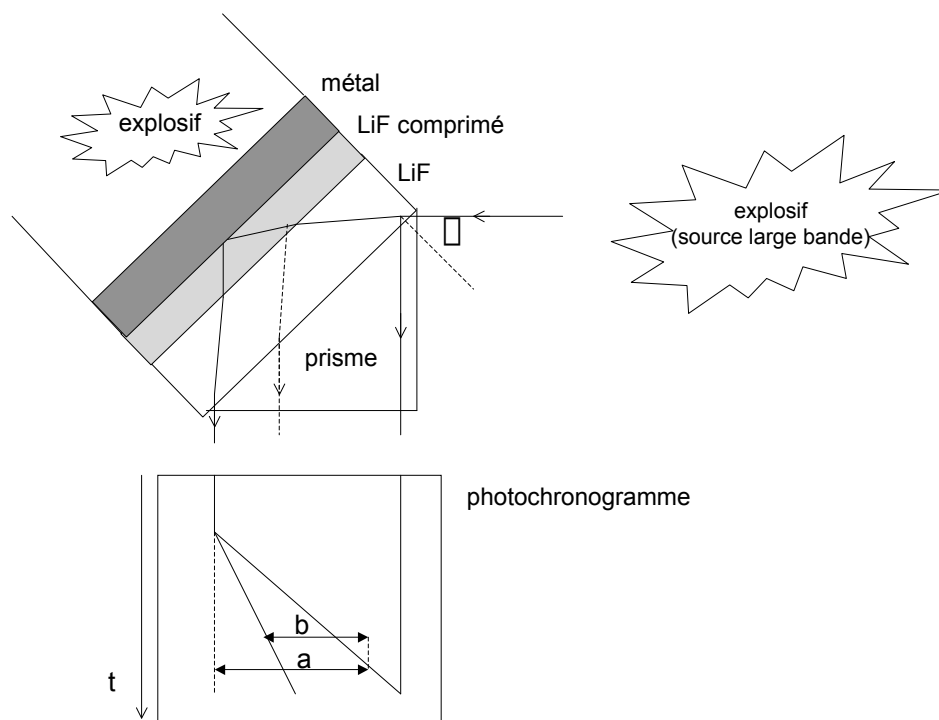 métal
explosif
LiF comprimé
LiF
explosif
(source large bande)
prisme
photochronogramme
b
a
t